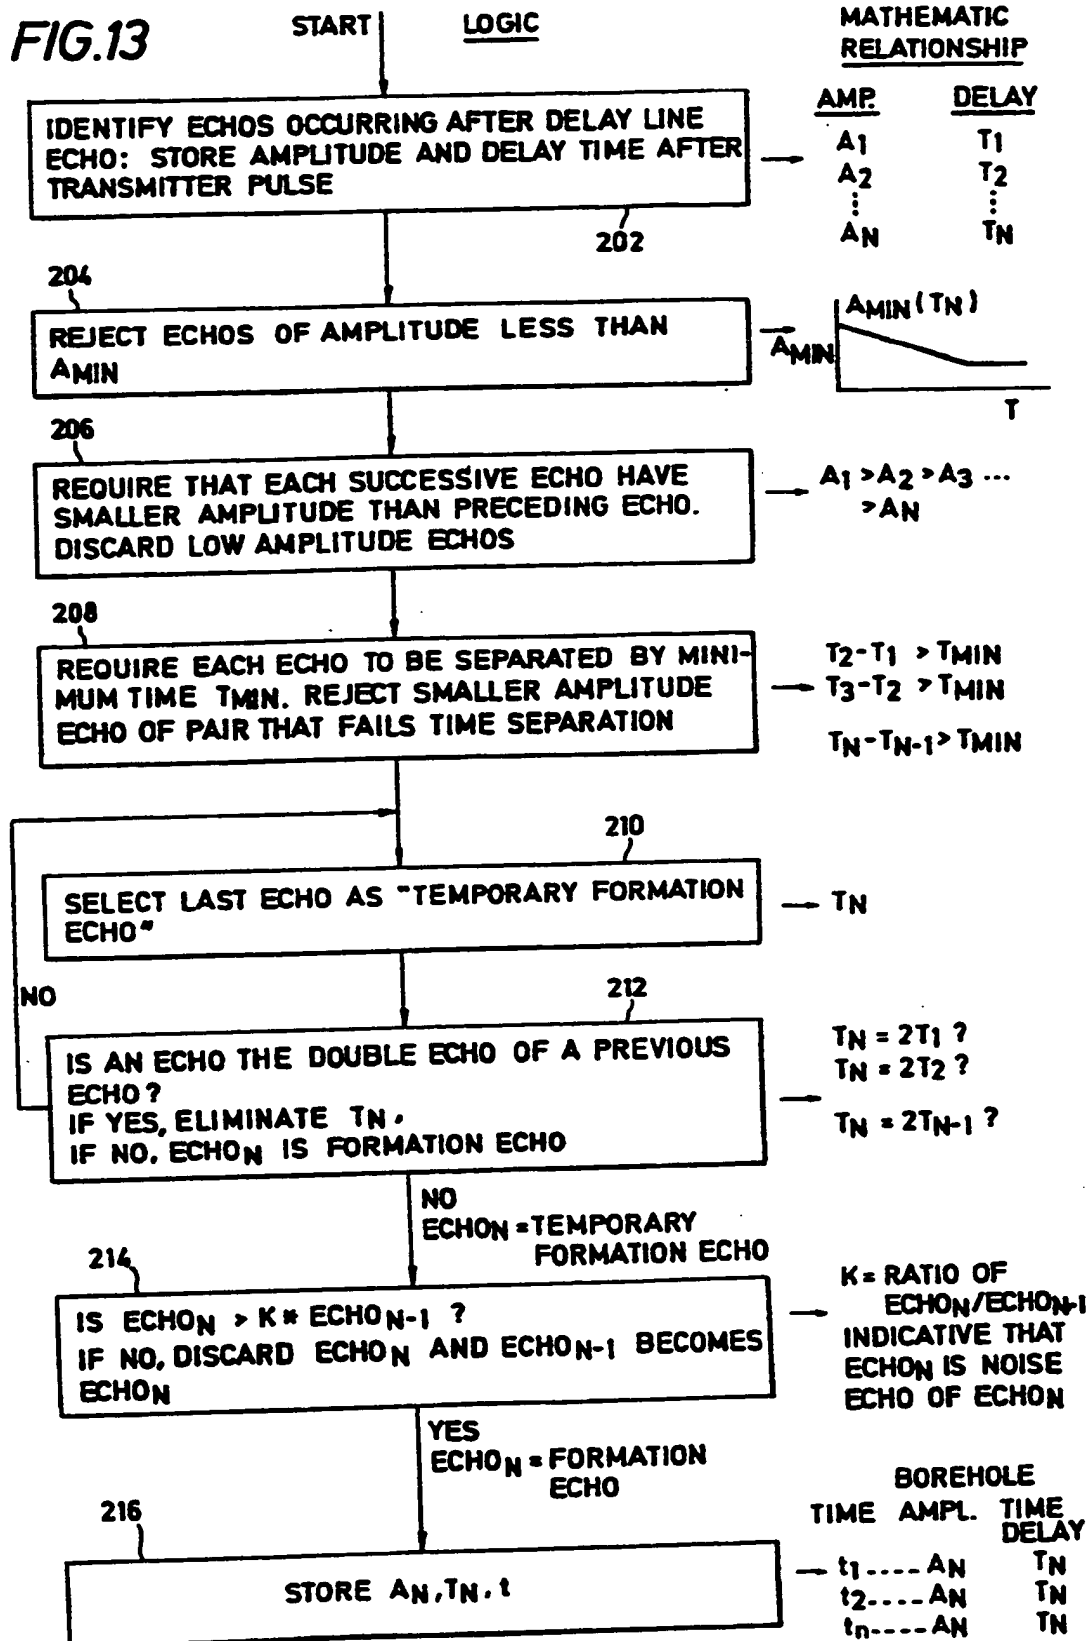 FIG.13
START
LOGIC
MATHEMATIC
RELATIONSHIP
AMP. DELAY
IDENTIFY ECHOS OCCURRING AFTER DELAY LINE
ECHO: STORE AMPLITUDE AND DELAY TIME AFTER
TRANSMITTER PULSE
A1 T1
A2 T2
AN TN
202
204
REJECT ECHOS OF AMPLITUDE LESS THAN
AMIN
AMIN (TN)
AMIN
T
206
REQUIRE THAT EACH SUCCESSIVE ECHO HAVE
SMALLER AMPLITUDE THAN PRECEDING ECHO.
DISCARD LOW AMPLITUDE ECHOS
A1 > A2 > A3 ...
> AN
208
REQUIRE EACH ECHO TO BE SEPARATED BY MINI-
MUM TIME TMIN. REJECT SMALLER AMPLITUDE
ECHO OF PAIR THAT FAILS TIME SEPARATION
T2-T1 > TMIN
T3-T2 > TMIN
TN-TN-1 > TMIN
210
SELECT LAST ECHO AS "TEMPORARY FORMATION
ECHO"
TN
NO
212
IS AN ECHO THE DOUBLE ECHO OF A PREVIOUS
ECHO?
IF YES, ELIMINATE TN.
IF NO. ECHON IS FORMATION ECHO
TN = 2T1 ?
TN = 2T2 ?
TN = 2TN-1 ?
NO
ECHON = TEMPORARY
FORMATION ECHO
214
IS ECHON > K* ECHON-1 ?
IF NO, DISCARD ECHON AND ECHON-1 BECOMES
ECHON
K = RATIO OF
ECHON/ECHON-1
INDICATIVE THAT
ECHON IS NOISE
ECHO OF ECHON
YES
ECHON = FORMATION
ECHO
216
STORE AN, TN, t
BOREHOLE
TIME AMPL. TIME
DELAY
t1 ---- AN TN
t2 ---- AN TN
tn ---- AN TN